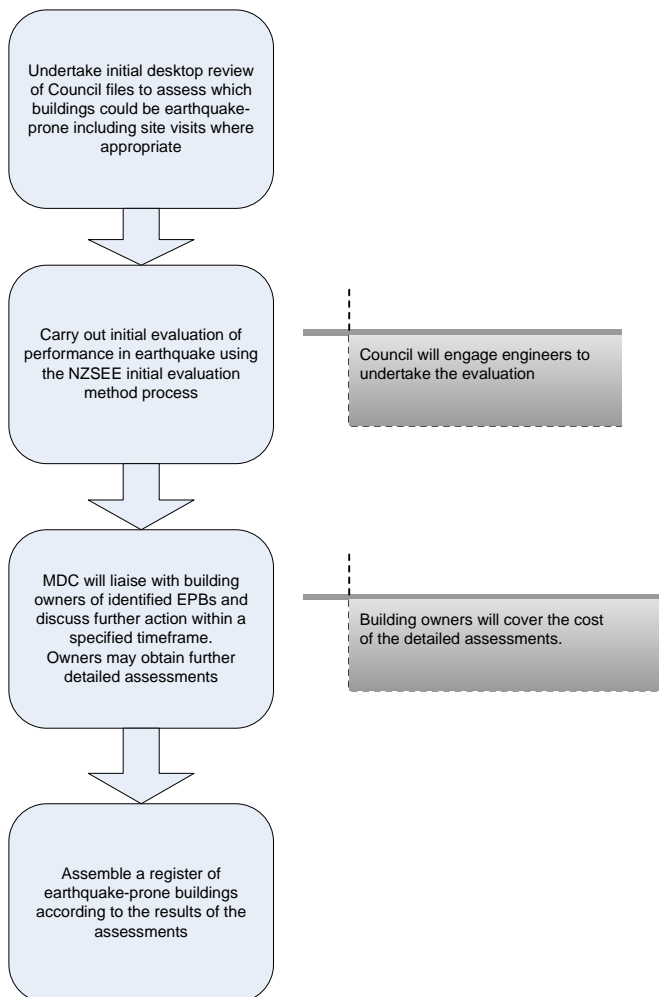 Undertake initial desktop review
of Council files to assess which
buildings could be earthquake-
prone including site visits where
appropriate
Carry out initial evaluation of
performance in earthquake using
the NZSEE initial evaluation
method process
Council will engage engineers to
undertake the evaluation
MDC will liaise with building
owners of identified EPBs and
discuss further action within a
specified timeframe.
Owners may obtain further
detailed assessments
Building owners will cover the cost
of the detailed assessments.
Assemble a register of
earthquake-prone buildings
according to the results of the
assessments